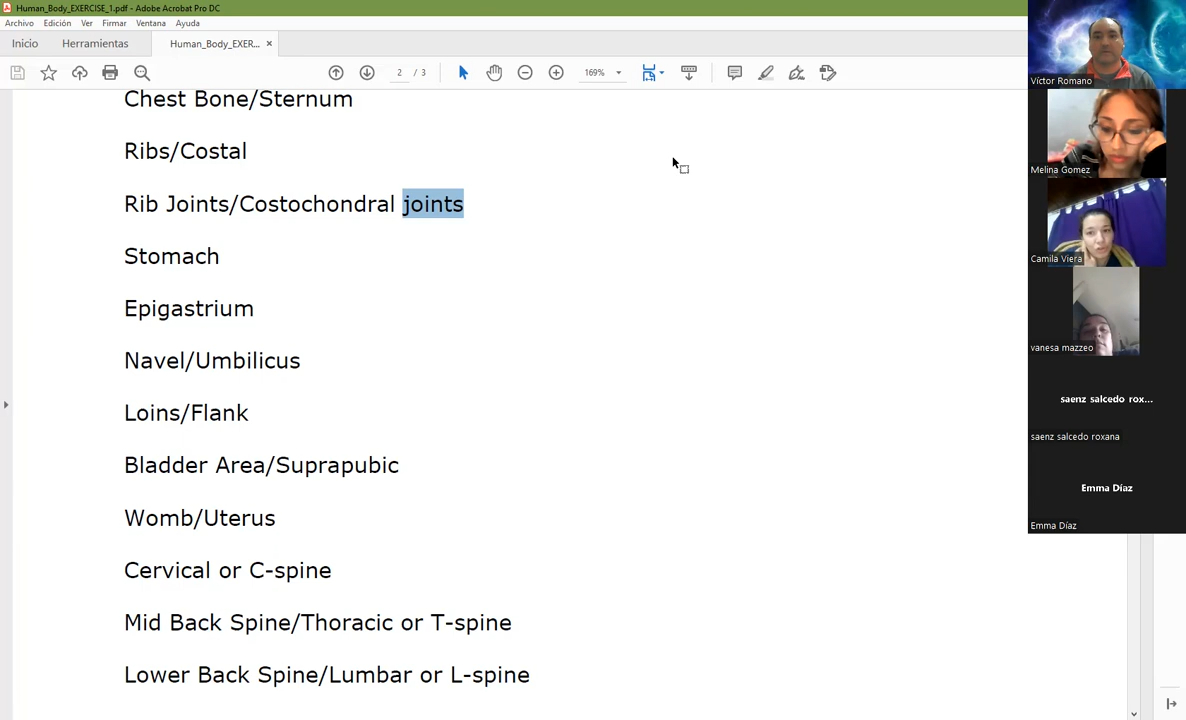 Human_Body_EXERCISE_1.pdf - Adobe Acrobat Pro DC
Archivo Edición Ver Firmar Ventana Ayuda
Inicio Herramientas Human_Body_EXER... ×
2 / 3 169%
Chest Bone/Sternum
Ribs/Costal
Rib Joints/Costochondral joints
Stomach
Epigastrium
Navel/Umbilicus
Loins/Flank
Bladder Area/Suprapubic
Womb/Uterus
Cervical or C-spine
Mid Back Spine/Thoracic or T-spine
Lower Back Spine/Lumbar or L-spine
Víctor Romano
Melina Gomez
Camila Viera
vanesa mazzeo
saenz salcedo rox...
saenz salcedo roxana
Emma Díaz
Emma Díaz